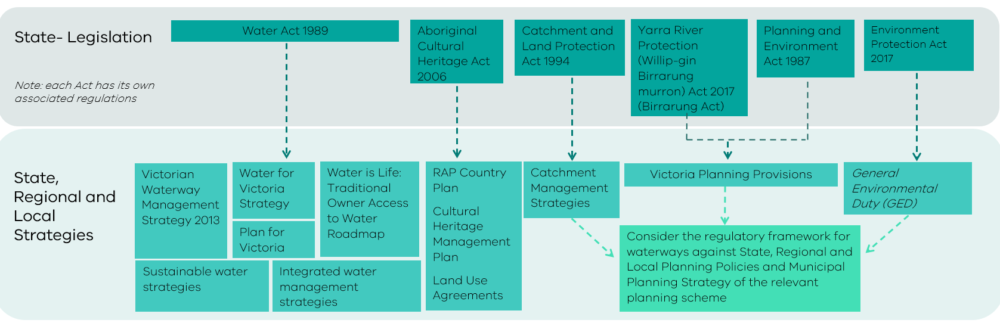 State- Legislation
Note: each Act has its own
associated regulations
Water Act 1989
Aboriginal
Cultural
Heritage Act
2006
Catchment and
Land Protection
Act 1994
Yarra River
Protection
(Willip-gin
Birrarung
murron) Act 2017
(Birrarung Act)
Planning and
Environment
Act 1987
Environment
Protection Act
2017
State,
Regional and
Local
Strategies
Victorian
Waterway
Management
Strategy 2013
Water for
Victoria
Strategy
Plan for
Victoria
Water is Life:
Traditional
Owner Access
to Water
Roadmap
Sustainable water
strategies
Integrated water
management
strategies
RAP Country
Plan
Cultural
Heritage
Management
Plan
Land Use
Agreements
Catchment
Management
Strategies
Victoria Planning Provisions
General
Environmental
Duty (GED)
Consider the regulatory framework for
waterways against State, Regional and
Local Planning Policies and Municipal
Planning Strategy of the relevant
planning scheme